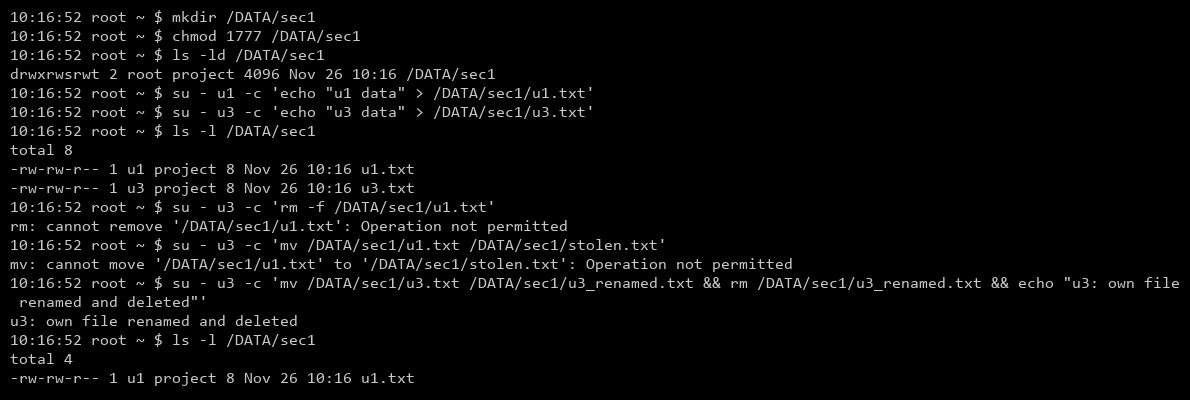 10:16:52 root ~ $ mkdir /DATA/sec1
10:16:52 root ~ $ chmod 1777 /DATA/sec1
10:16:52 root ~ $ ls -ld /DATA/sec1
drwxrwsrwt 2 root project 4096 Nov 26 10:16 /DATA/sec1
10:16:52 root ~ $ su - u1 -c 'echo "u1 data" > /DATA/sec1/u1.txt'
10:16:52 root ~ $ su - u3 -c 'echo "u3 data" > /DATA/sec1/u3.txt'
10:16:52 root ~ $ ls -l /DATA/sec1
total 8
-rw-rw-r-- 1 u1 project 8 Nov 26 10:16 u1.txt
-rw-rw-r-- 1 u3 project 8 Nov 26 10:16 u3.txt
10:16:52 root ~ $ su - u3 -c 'rm -f /DATA/sec1/u1.txt'
rm: cannot remove '/DATA/sec1/u1.txt': Operation not permitted
10:16:52 root ~ $ su - u3 -c 'mv /DATA/sec1/u1.txt /DATA/sec1/stolen.txt'
mv: cannot move '/DATA/sec1/u1.txt' to '/DATA/sec1/stolen.txt': Operation not permitted
10:16:52 root ~ $ su - u3 -c 'mv /DATA/sec1/u3.txt /DATA/sec1/u3_renamed.txt && rm /DATA/sec1/u3_renamed.txt && echo "u3: own file
 renamed and deleted"'
u3: own file renamed and deleted
10:16:52 root ~ $ ls -l /DATA/sec1
total 4
-rw-rw-r-- 1 u1 project 8 Nov 26 10:16 u1.txt